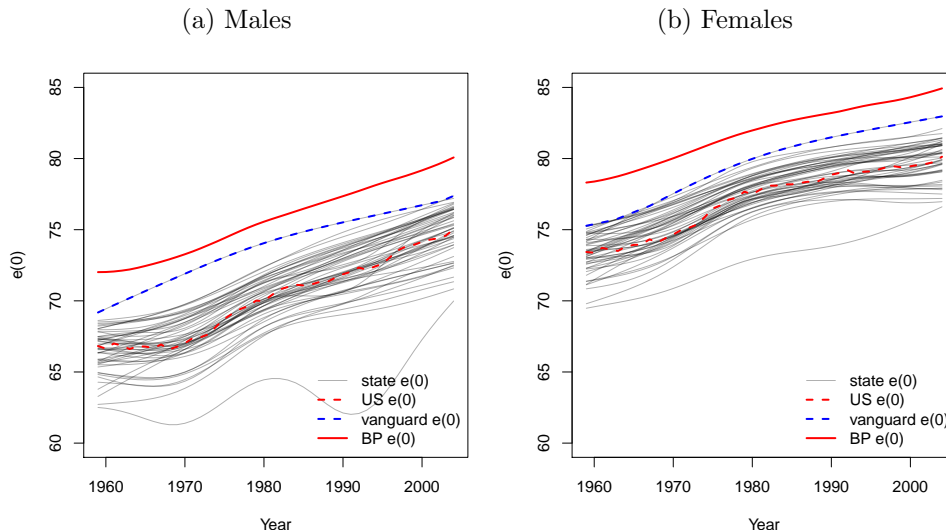 (a) Males
85
80
75
70
65
60
e(0)
1960 1970 1980 1990 2000
Year
state e(0)
US e(0)
vanguard e(0)
BP e(0)
(b) Females
85
80
75
70
65
60
e(0)
1960 1970 1980 1990 2000
Year
state e(0)
US e(0)
vanguard e(0)
BP e(0)